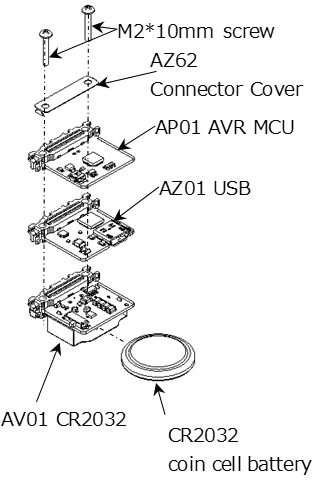 M2*10mm screw
AZ62
Connector Cover
AP01 AVR MCU
AZ01 USB
AV01 CR2032
CR2032
coin cell battery